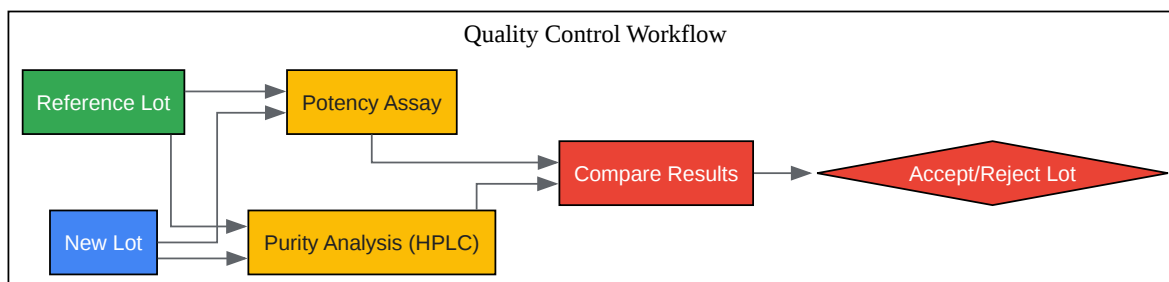 Quality Control Workflow
Reference Lot
Potency Assay
Compare Results
Accept/Reject Lot
New Lot
Purity Analysis (HPLC)